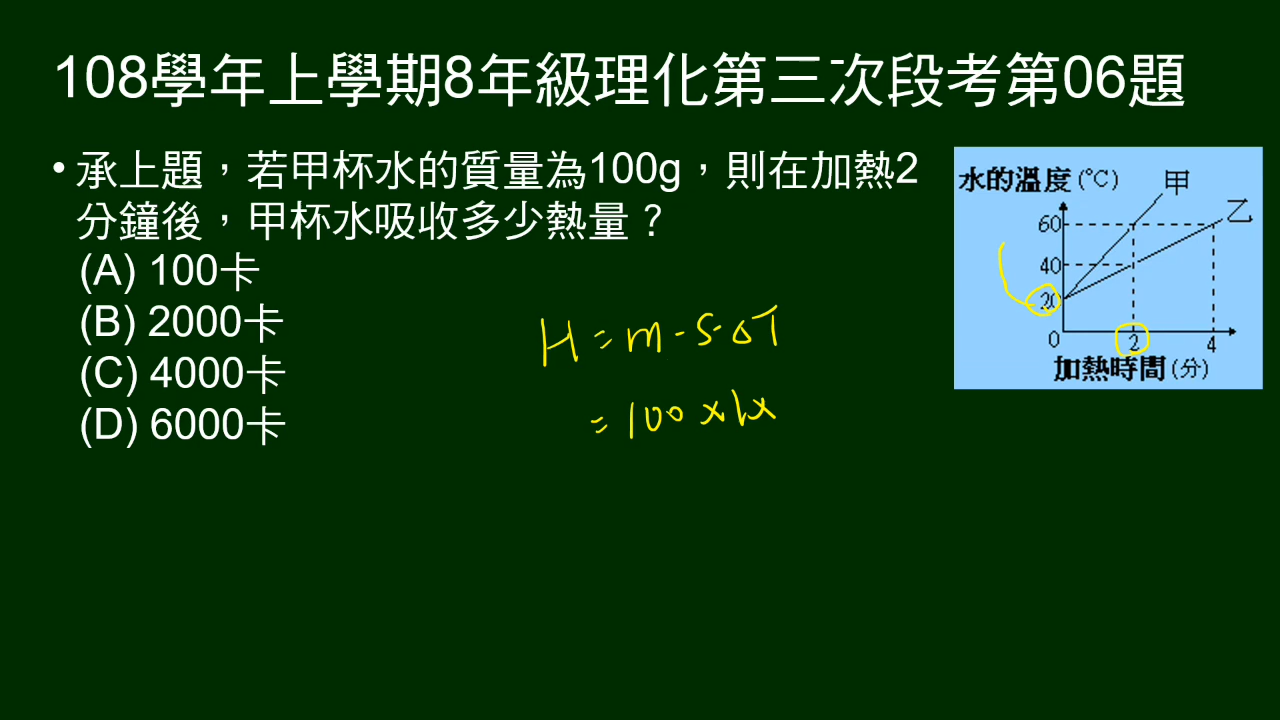 108學年上學期8年級理化第三次段考第06題
• 承上題，若甲杯水的質量為100g，則在加熱2
分鐘後，甲杯水吸收多少熱量？
(A) 100卡
(B) 2000卡
(C) 4000卡
(D) 6000卡
H = m · S · ΔT
= 100 × 1 ×
水的溫度 (℃)
甲
乙
60
40
20
0
2
4
加熱時間 (分)